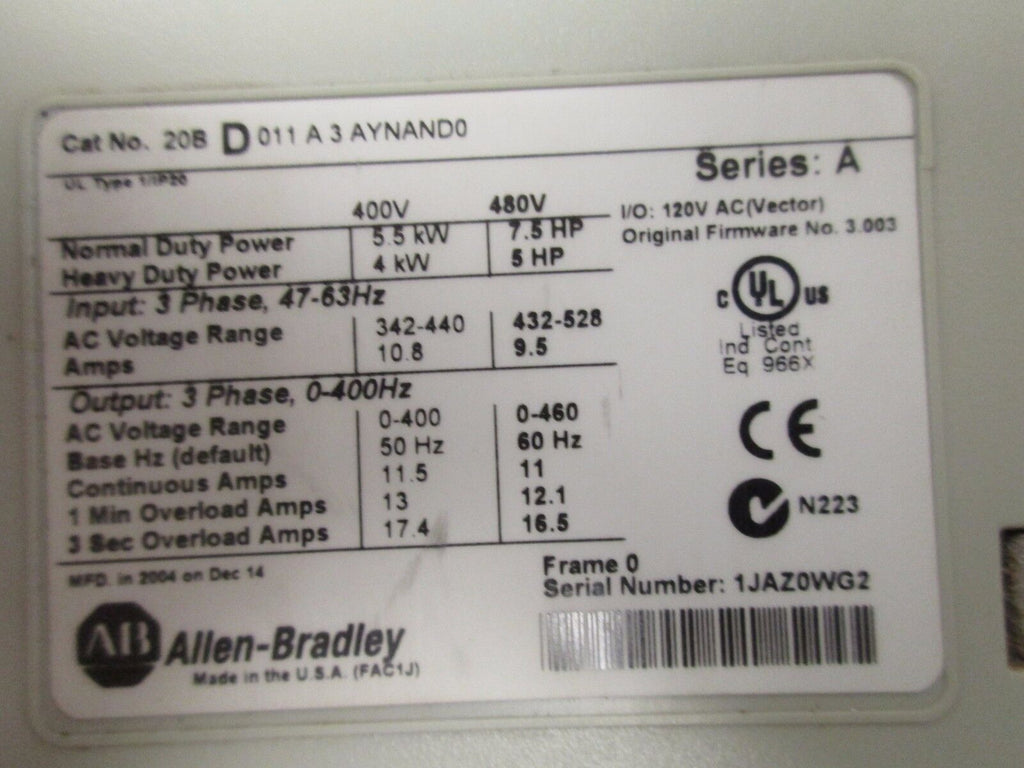 Cat No. 20B D 011 A 3 AYNAND0
UL Type 1/IP20
Series: A
400V 480V
I/O: 120V AC(Vector)
Normal Duty Power 5.5 kW 7.5 HP
Original Firmware No. 3.003
Heavy Duty Power 4 kW 5 HP
Input: 3 Phase, 47-63Hz
AC Voltage Range 342-440 432-528
Amps 10.8 9.5
C UL US
Listed
Ind Cont
Eq 966X
Output: 3 Phase, 0-400Hz
AC Voltage Range 0-400 0-460
Base Hz (default) 50 Hz 60 Hz
Continuous Amps 11.5 11
1 Min Overload Amps 13 12.1
3 Sec Overload Amps 17.4 16.5
CE
N223
MFD. in 2004 on Dec 14
Frame 0
Serial Number: 1JAZ0WG2
AB Allen-Bradley
Made in the U.S.A. (FAC1J)